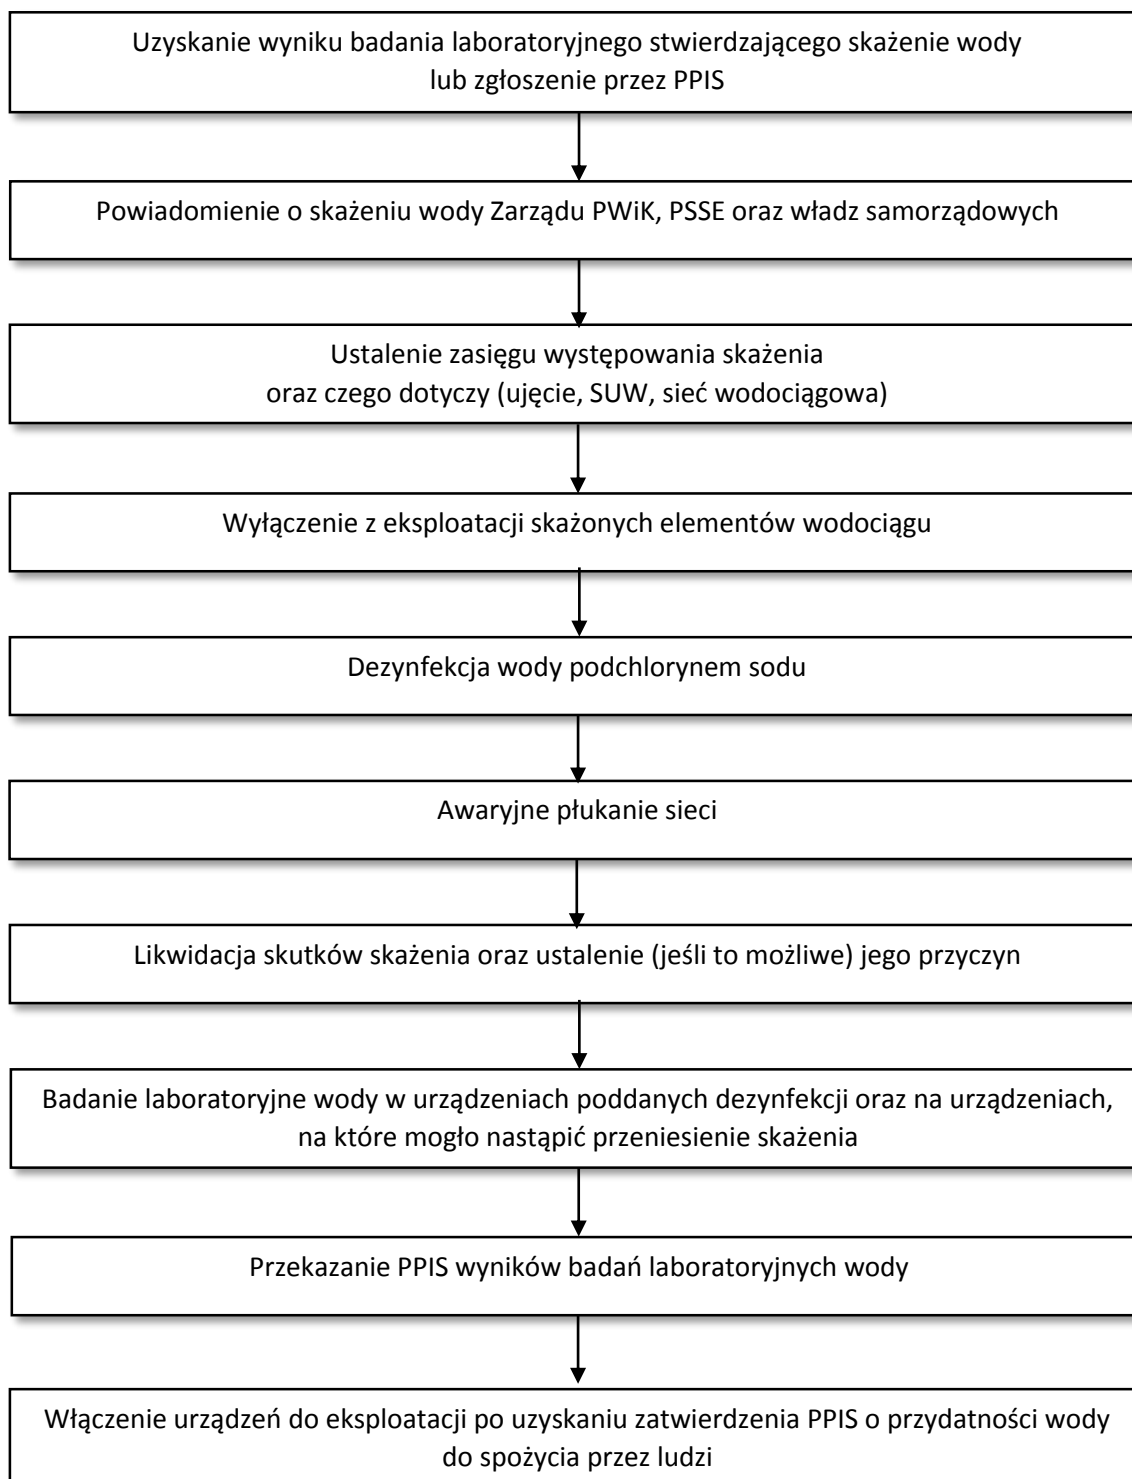 Uzyskanie wyniku badania laboratoryjnego stwierdzającego skażenie wody
lub zgłoszenie przez PPIS
Powiadomienie o skażeniu wody Zarządu PWiK, PSSE oraz władz samorządowych
Ustalenie zasięgu występowania skażenia
oraz czego dotyczy (ujęcie, SUW, sieć wodociągowa)
Wyłączenie z eksploatacji skażonych elementów wodociągu
Dezynfekcja wody podchlorynem sodu
Awaryjne płukanie sieci
Likwidacja skutków skażenia oraz ustalenie (jeśli to możliwe) jego przyczyn
Badanie laboratoryjne wody w urządzeniach poddanych dezynfekcji oraz na urządzeniach,
na które mogło nastąpić przeniesienie skażenia
Przekazanie PPIS wyników badań laboratoryjnych wody
Włączenie urządzeń do eksploatacji po uzyskaniu zatwierdzenia PPIS o przydatności wody
do spożycia przez ludzi